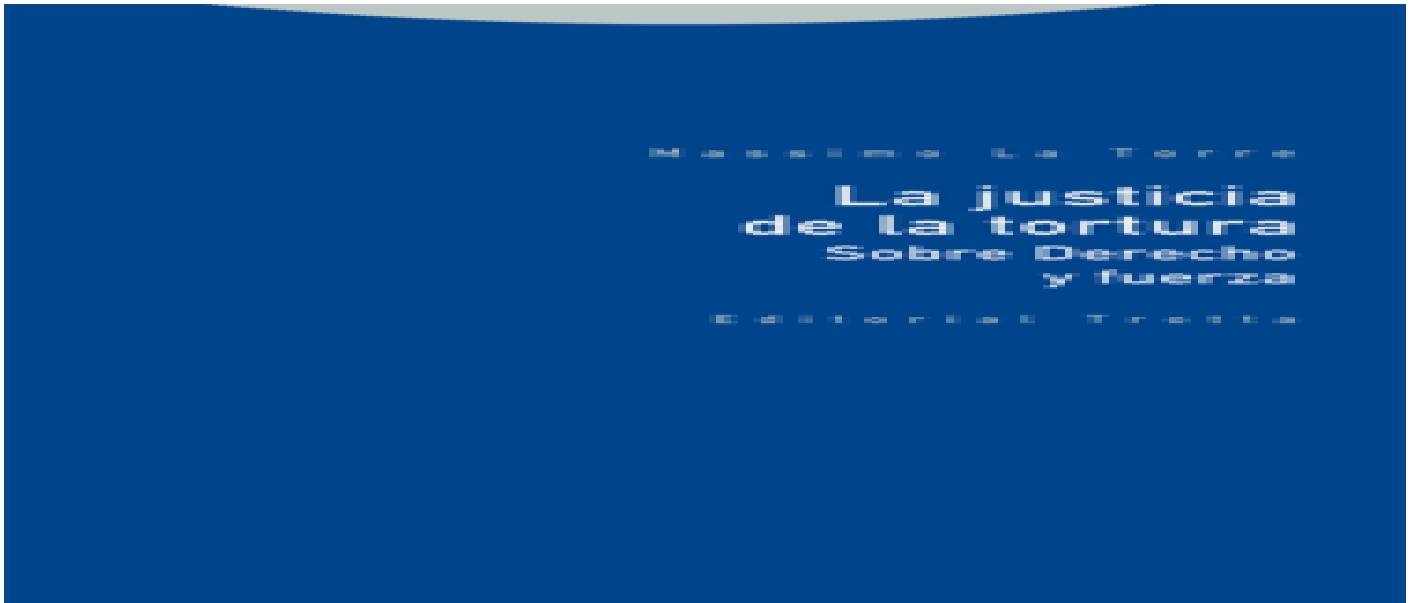 Massimo La Torre
La justicia
de la tortura
Sobre Derecho
y fuerza
Editorial Trotta